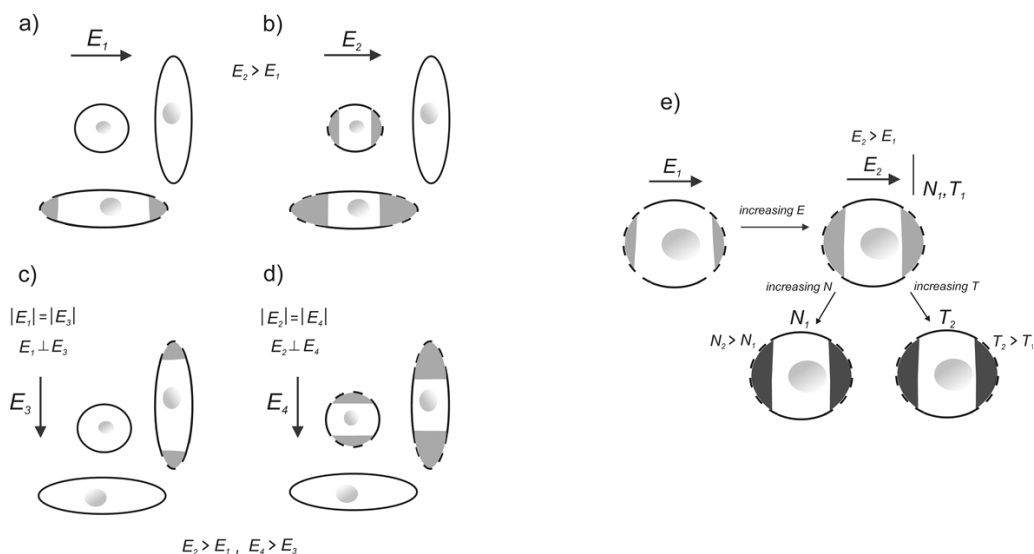 a)
E₁
b)
E₂
E₂ > E₁
c)
|E₁|=|E₃|
E₁ ⊥ E₃
E₃
d)
|E₂|=|E₄|
E₂ ⊥ E₄
E₄
E₂ > E₁ , E₄ > E₃
e)
E₁
increasing E
E₂ > E₁
E₂
N₁,T₁
increasing N
increasing T
N₁
N₂ > N₁
T₂
T₂ > T₁